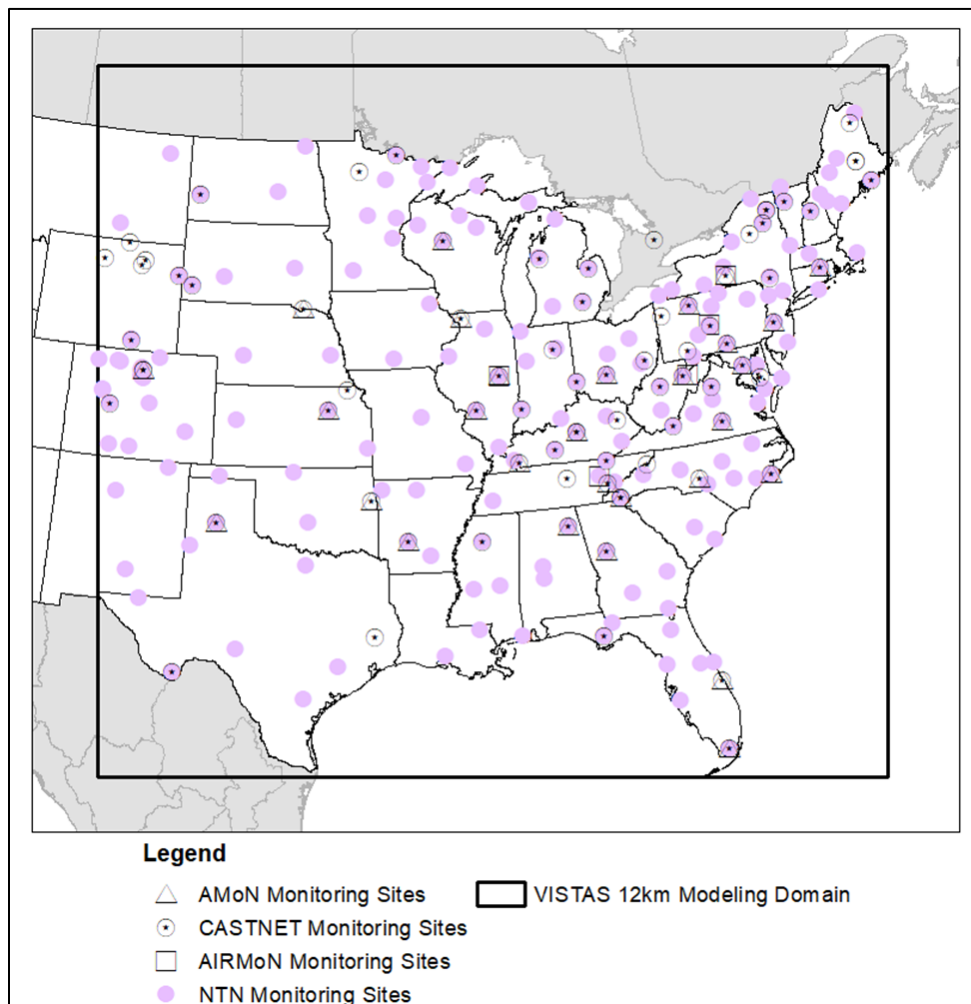 Legend
AMoN Monitoring Sites
VISTAS 12km Modeling Domain
CASTNET Monitoring Sites
AIRMoN Monitoring Sites
NTN Monitoring Sites